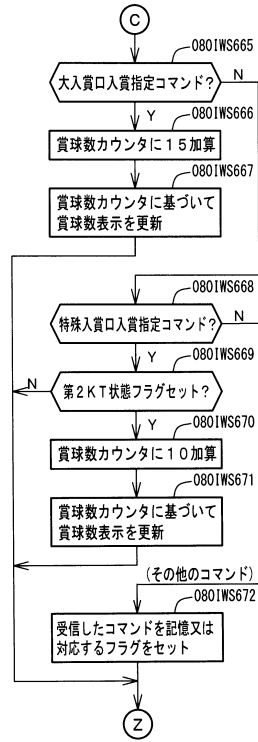 C
080IWS665
大入賞口入賞指定コマンド?
N
Y
080IWS666
賞球数カウンタに15加算
080IWS667
賞球数カウンタに基づいて
賞球数表示を更新
080IWS668
特殊入賞口入賞指定コマンド?
N
Y
080IWS669
N
第2KT状態フラグセット?
Y
080IWS670
賞球数カウンタに10加算
080IWS671
賞球数カウンタに基づいて
賞球数表示を更新
(その他のコマンド)
080IWS672
受信したコマンドを記憶又は
対応するフラグをセット
Z